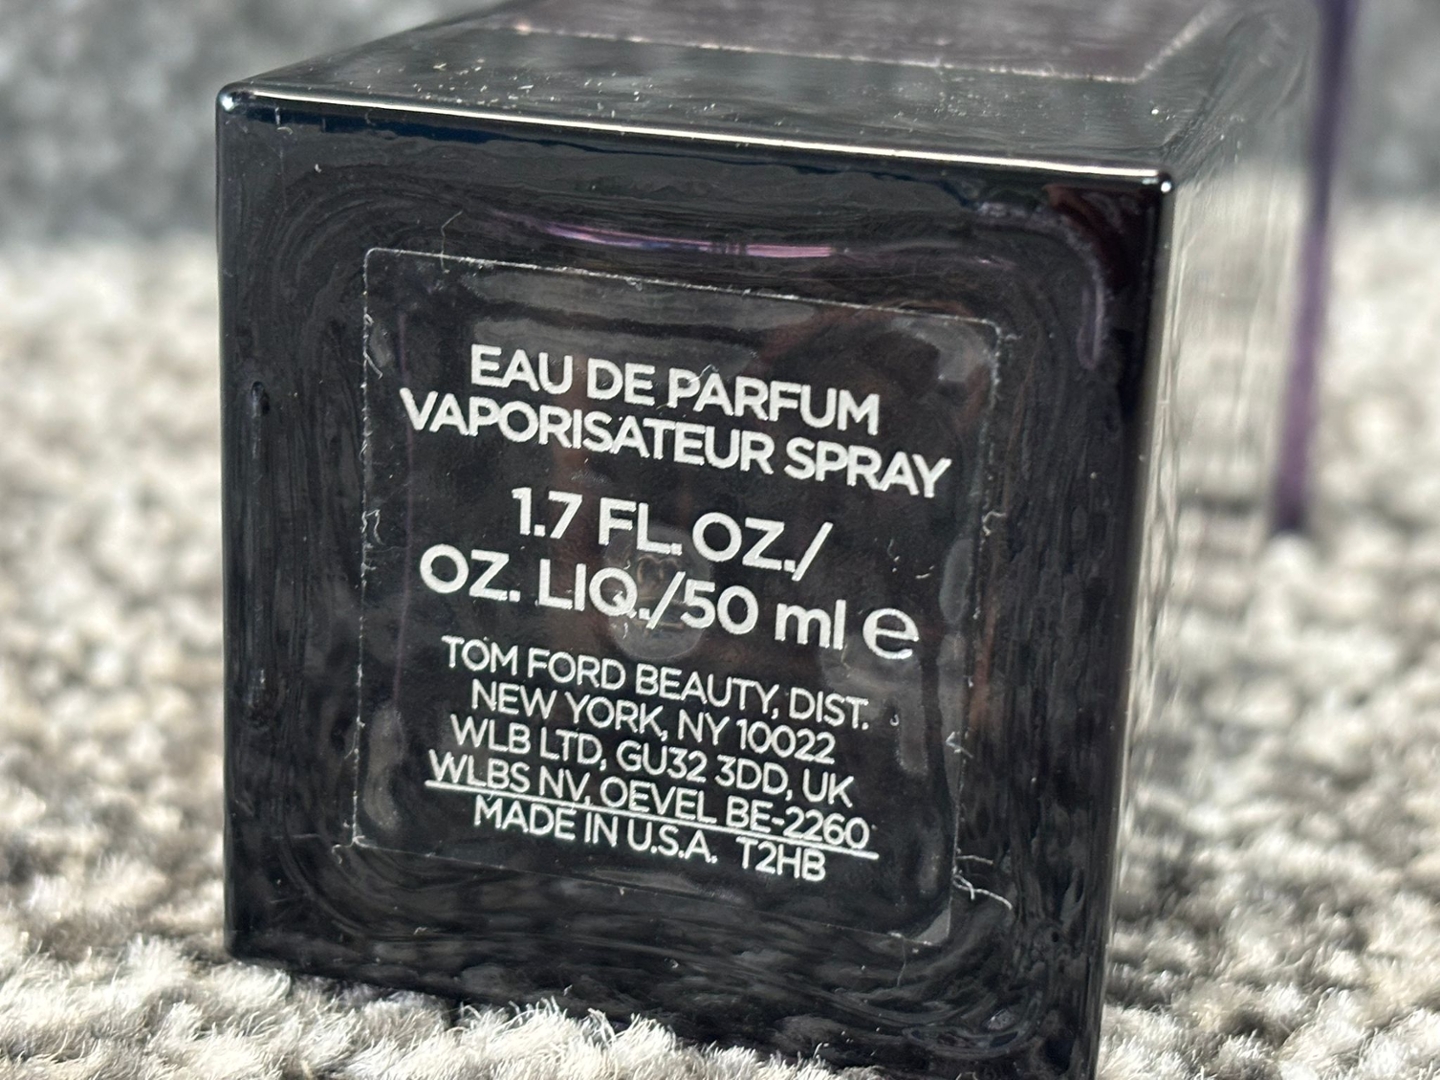 EAU DE PARFUM
VAPORISATEUR SPRAY
1.7 FL. OZ./
OZ. LIQ./50 ml e
TOM FORD BEAUTY, DIST.
NEW YORK, NY 10022
WLB LTD, GU32 3DD, UK
WLBS NV, OEVEL BE-2260
MADE IN U.S.A. T2HB